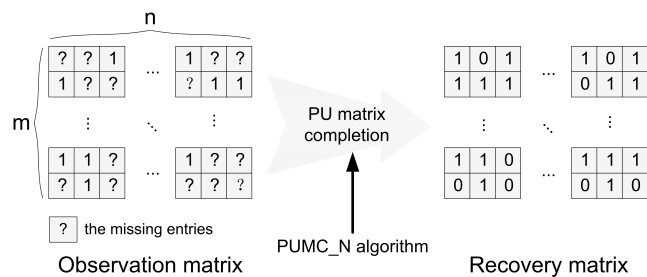 n
? ? 1 ... 1 ? ? 1 0 1 ... 1 0 1
1 ? ? ? 1 1 1 1 1 0 1 1
m
PU matrix
completion
1 1 ? ... 1 ? ? 1 1 0 ... 1 1 1
? 1 ? ? ? ? 0 1 0 0 1 0
? the missing entries
PUMC_N algorithm
Observation matrix Recovery matrix